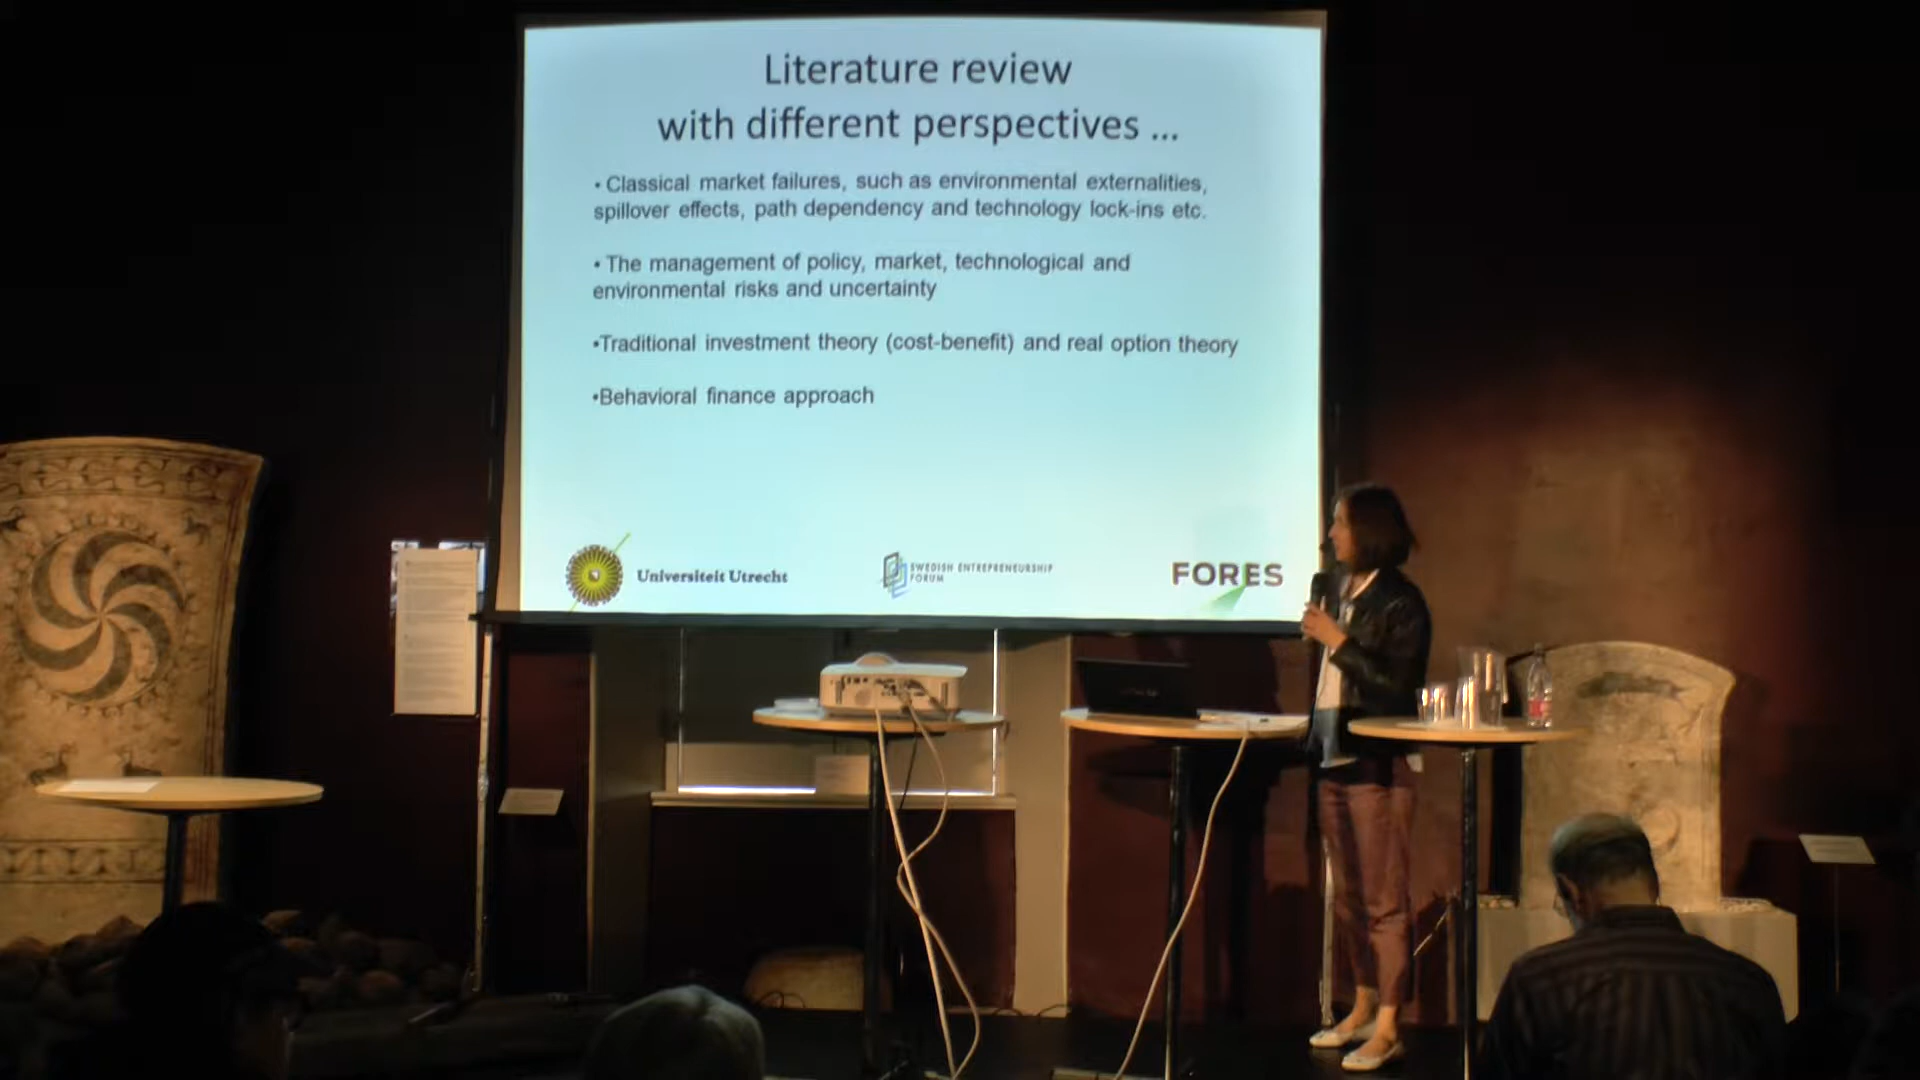 Literature review
with different perspectives ...
• Classical market failures, such as environmental externalities,
spillover effects, path dependency and technology lock-ins etc.
• The management of policy, market, technological and
environmental risks and uncertainty
•Traditional investment theory (cost-benefit) and real option theory
•Behavioral finance approach
Universiteit Utrecht
SWEDISH ENTREPRENEURSHIP
FORUM
FORES